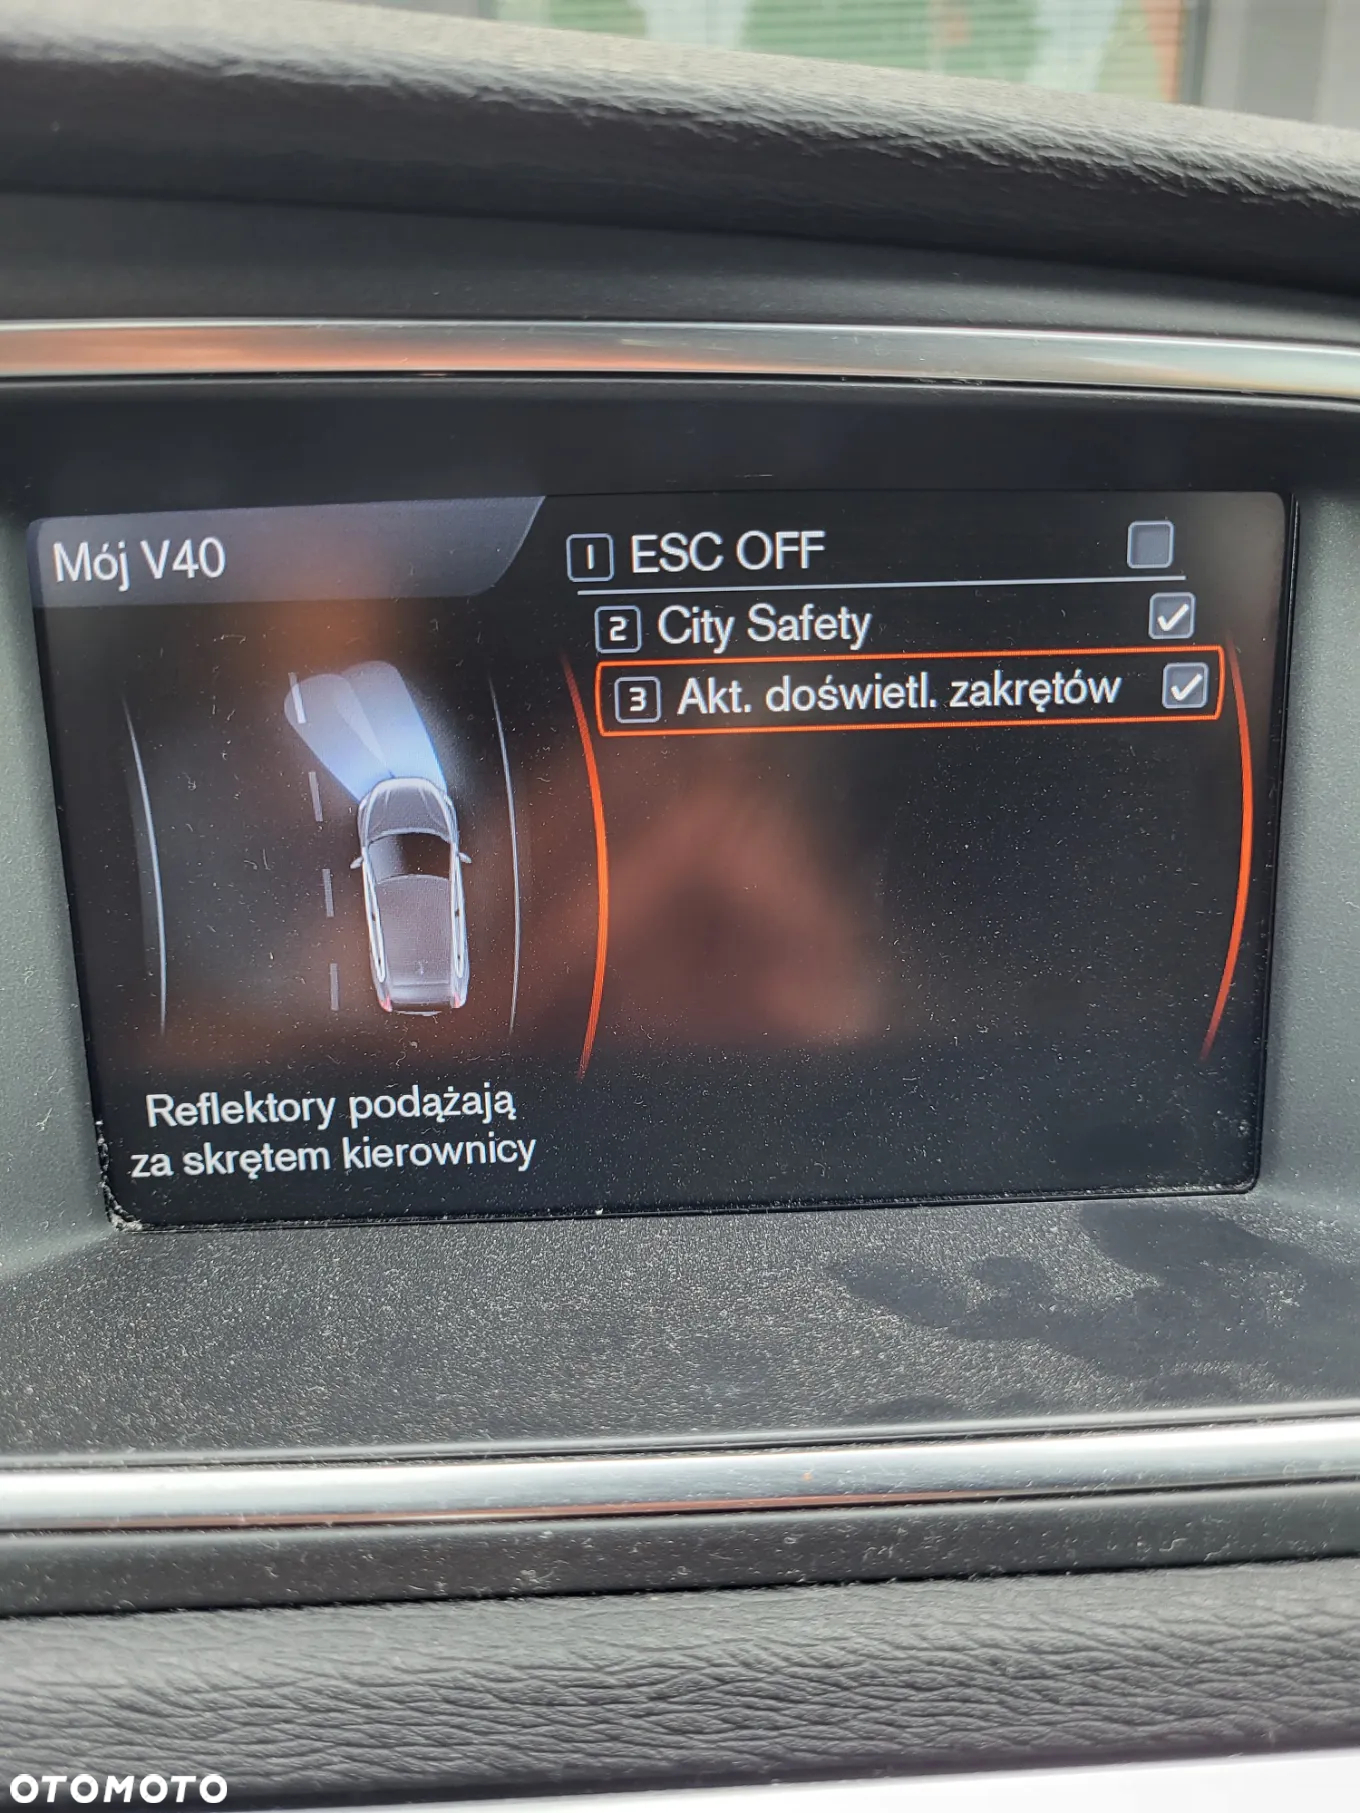 Mój V40
1 ESC OFF
2 City Safety
3 Akt. doświetl. zakrętów
Reflektory podążają
za skrętem kierownicy
OTOMOTO